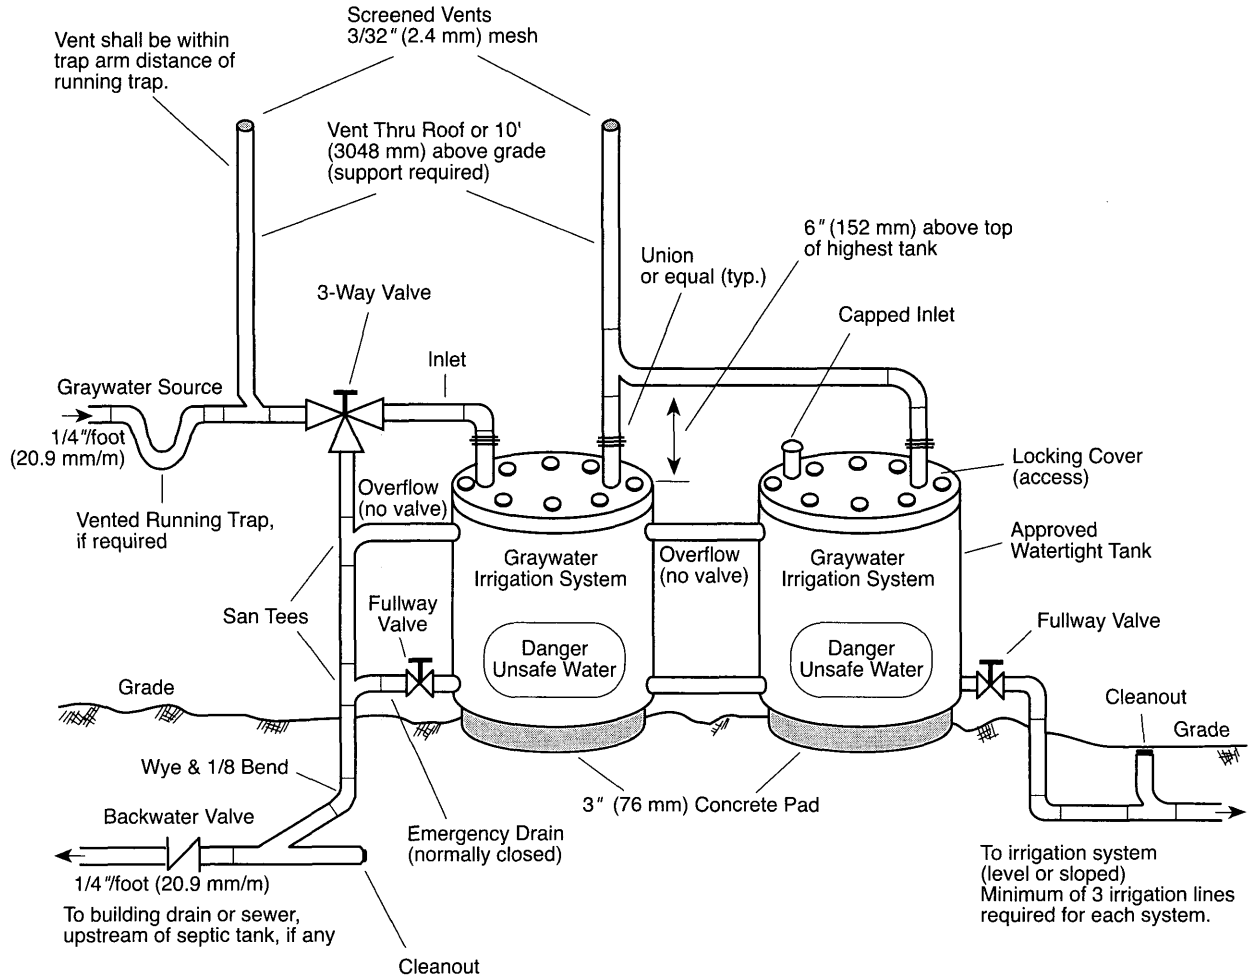 Screened Vents
3/32" (2.4 mm) mesh
Vent shall be within
trap arm distance of
running trap.
Vent Thru Roof or 10'
(3048 mm) above grade
(support required)
6" (152 mm) above top
of highest tank
Union
or equal (typ.)
3-Way Valve
Capped Inlet
Inlet
Graywater Source
1/4"/foot
(20.9 mm/m)
Locking Cover
(access)
Overflow
(no valve)
Vented Running Trap,
if required
Approved
Watertight Tank
Graywater
Irrigation System
Overflow
(no valve)
Graywater
Irrigation System
San Tees
Fullway
Valve
Fullway Valve
Danger
Unsafe Water
Danger
Unsafe Water
Grade
Cleanout
Grade
Wye & 1/8 Bend
3" (76 mm) Concrete Pad
Backwater Valve
Emergency Drain
(normally closed)
1/4"/foot (20.9 mm/m)
To building drain or sewer,
upstream of septic tank, if any
To irrigation system
(level or sloped)
Minimum of 3 irrigation lines
required for each system.
Cleanout